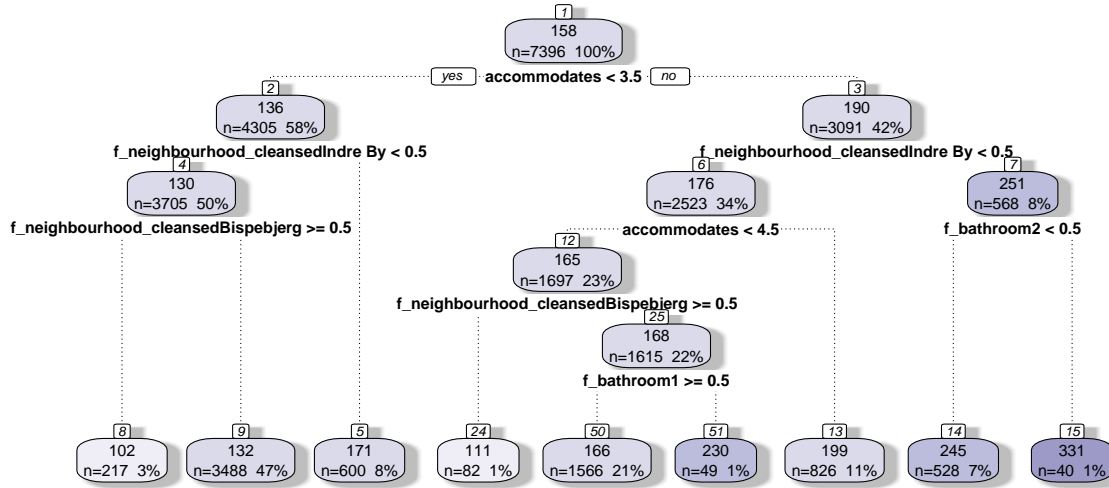 1
158
n=7396 100%
yes accommodates < 3.5 no
2
136
n=4305 58%
3
190
n=3091 42%
f_neighbourhood_cleansedIndre By < 0.5
f_neighbourhood_cleansedIndre By < 0.5
4
130
n=3705 50%
6
176
n=2523 34%
7
251
n=568 8%
f_neighbourhood_cleansedBispebjerg >= 0.5
accommodates < 4.5
f_bathroom2 < 0.5
12
165
n=1697 23%
f_neighbourhood_cleansedBispebjerg >= 0.5
25
168
n=1615 22%
f_bathroom1 >= 0.5
8
102
n=217 3%
9
132
n=3488 47%
5
171
n=600 8%
24
111
n=82 1%
50
166
n=1566 21%
51
230
n=49 1%
13
199
n=826 11%
14
245
n=528 7%
15
331
n=40 1%